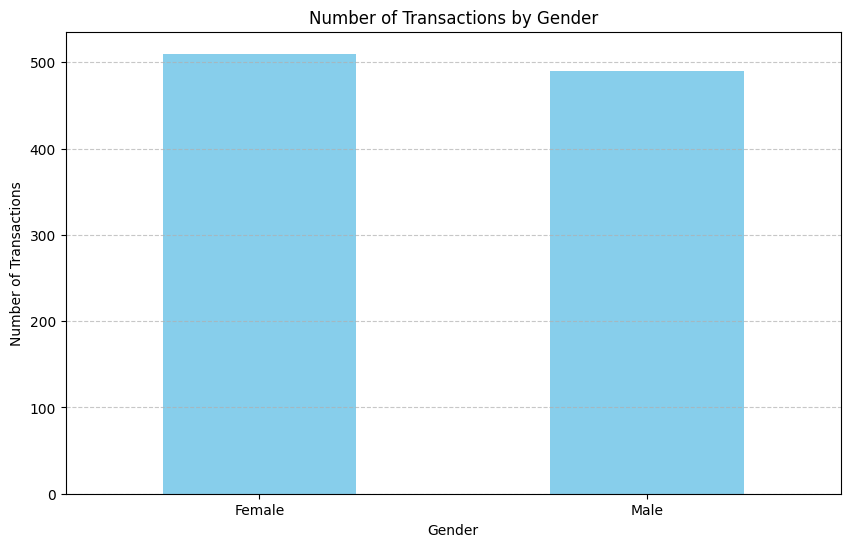 Number of Transactions by Gender
Number of Transactions
500
400
300
200
100
0
Female
Male
Gender